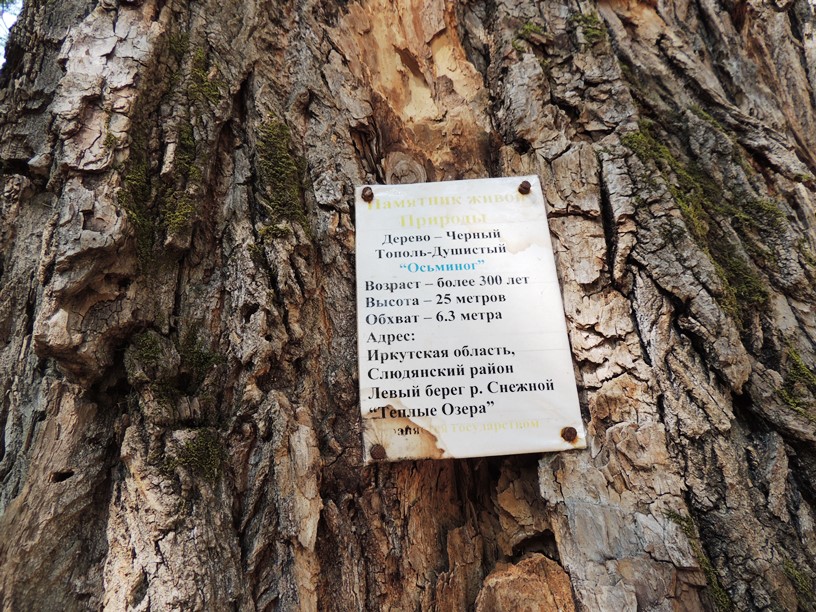 Памятник живой
Природы
Дерево – Черный
Тополь-Душистый
“Осьминог”
Возраст – более 300 лет
Высота – 25 метров
Обхват – 6.3 метра
Адрес:
Иркутская область,
Слюдянский район
Левый берег р. Снежной
“Теплые Озера”
государством